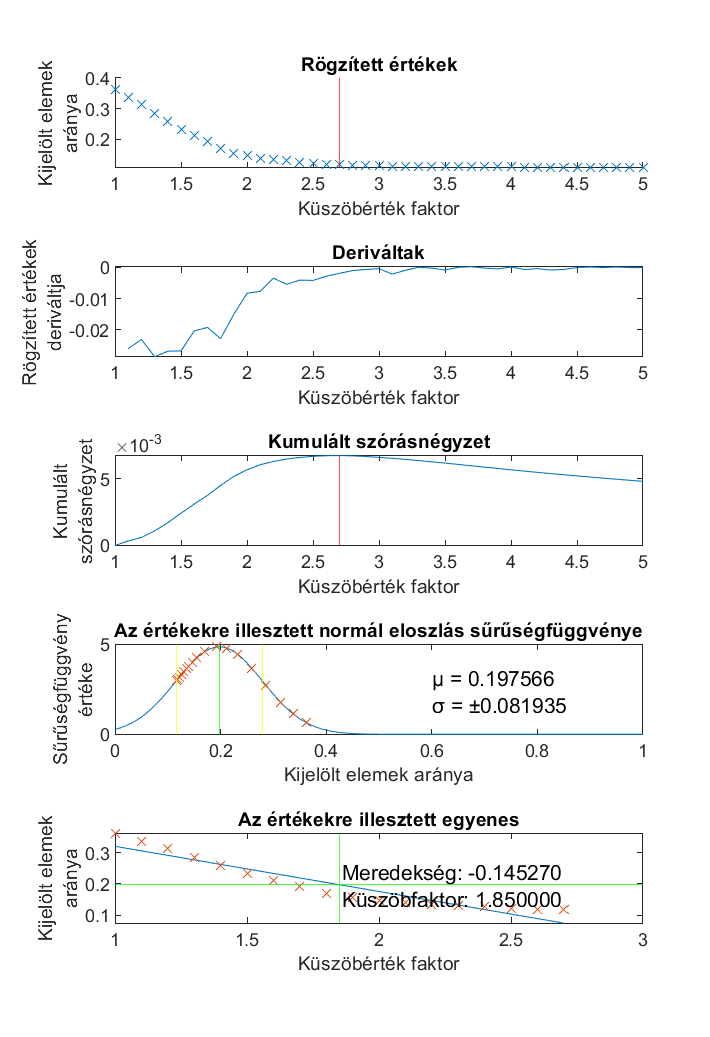 Rögzített értékek
Kijelölt elemek
aránya
0.4
0.3
0.2
1 1.5 2 2.5 3 3.5 4 4.5 5
Küszöbérték faktor
Deriváltak
Rögzített értékek
deriváltja
0
-0.01
-0.02
1 1.5 2 2.5 3 3.5 4 4.5 5
Küszöbérték faktor
Kumulált szórásnégyzet
×10-3
Kumulált
szórásnégyzet
5
0
1 1.5 2 2.5 3 3.5 4 4.5 5
Küszöbérték faktor
Az értékekre illesztett normál eloszlás sűrűségfüggvénye
Sűrűségfüggvény
értéke
5
0
μ = 0.197566
σ = ±0.081935
0 0.2 0.4 0.6 0.8 1
Kijelölt elemek aránya
Az értékekre illesztett egyenes
Kijelölt elemek
aránya
0.3
0.2
0.1
Meredekség: -0.145270
Küszöbfaktor: 1.850000
1 1.5 2 2.5 3
Küszöbérték faktor